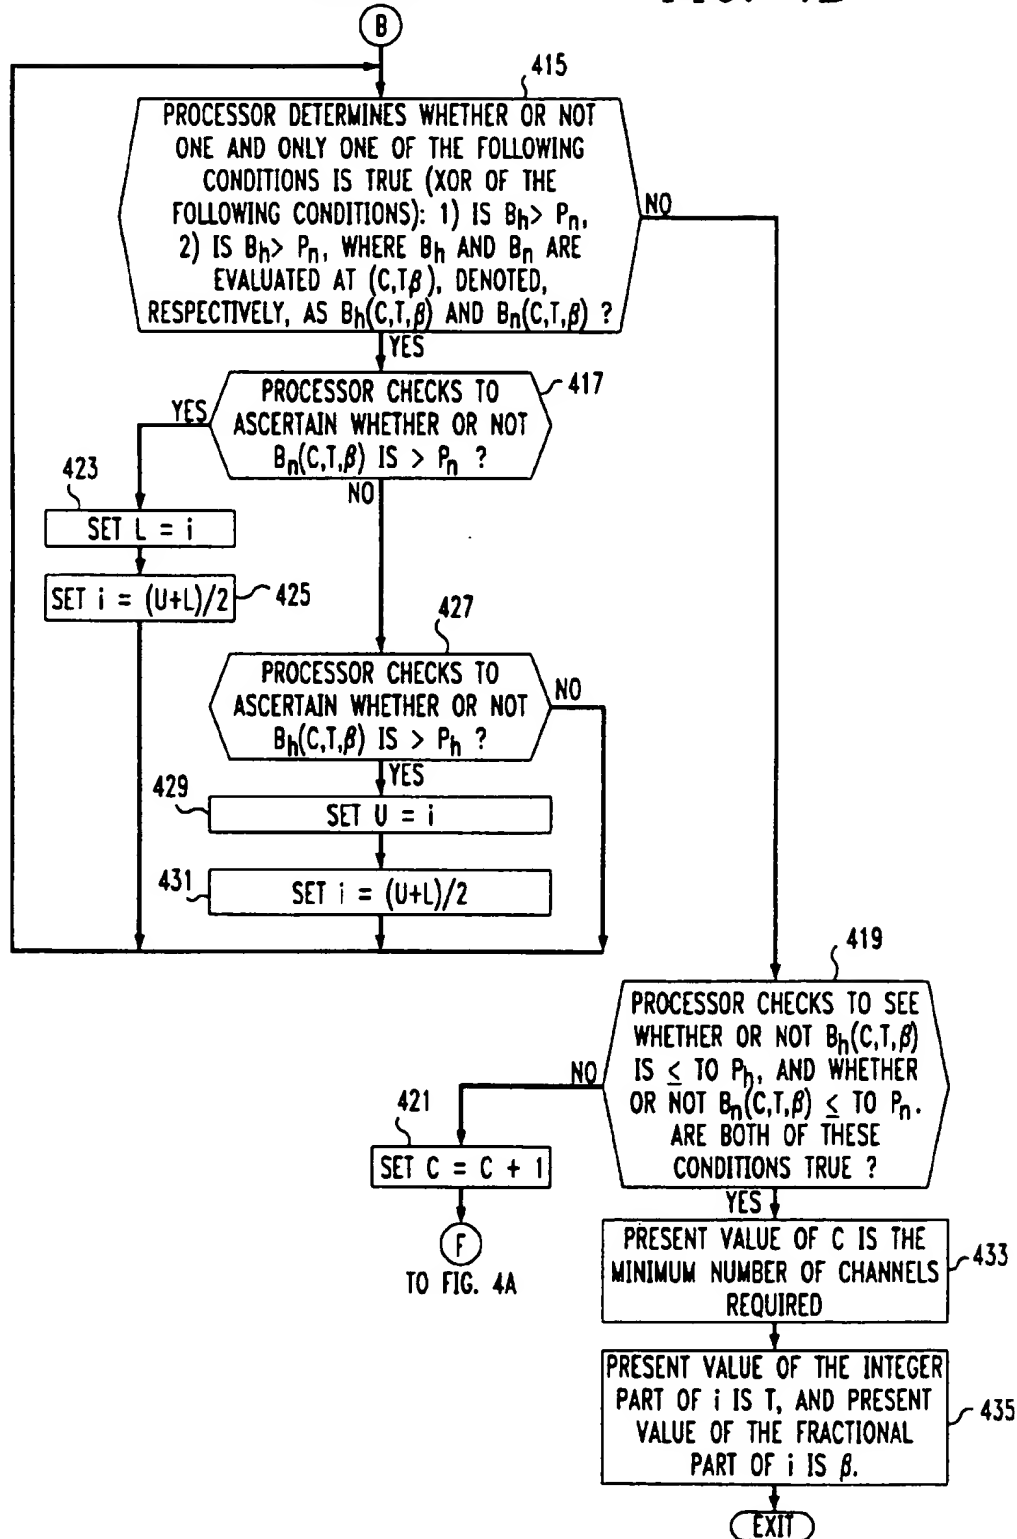 B
415
PROCESSOR DETERMINES WHETHER OR NOT
ONE AND ONLY ONE OF THE FOLLOWING
CONDITIONS IS TRUE (XOR OF THE
FOLLOWING CONDITIONS): 1) IS Bh> Pn,
2) IS Bh> Pn, WHERE Bh AND Bn ARE
EVALUATED AT (C,Tβ), DENOTED,
RESPECTIVELY, AS Bh(C,T,β) AND Bn(C,T,β) ?
NO
YES
417
PROCESSOR CHECKS TO
ASCERTAIN WHETHER OR NOT
Bn(C,T,β) IS > Pn ?
YES
NO
423
SET L = i
SET i = (U+L)/2
425
427
PROCESSOR CHECKS TO
ASCERTAIN WHETHER OR NOT
Bh(C,T,β) IS > Ph ?
NO
YES
429
SET U = i
431
SET i = (U+L)/2
419
PROCESSOR CHECKS TO SEE
WHETHER OR NOT Bh(C,T,β)
IS ≤ TO Ph, AND WHETHER
OR NOT Bn(C,T,β) ≤ TO Pn.
ARE BOTH OF THESE
CONDITIONS TRUE ?
NO
421
SET C = C + 1
F
TO FIG. 4A
YES
PRESENT VALUE OF C IS THE
MINIMUM NUMBER OF CHANNELS
REQUIRED
433
PRESENT VALUE OF THE INTEGER
PART OF i IS T, AND PRESENT
VALUE OF THE FRACTIONAL
PART OF i IS β.
435
EXIT